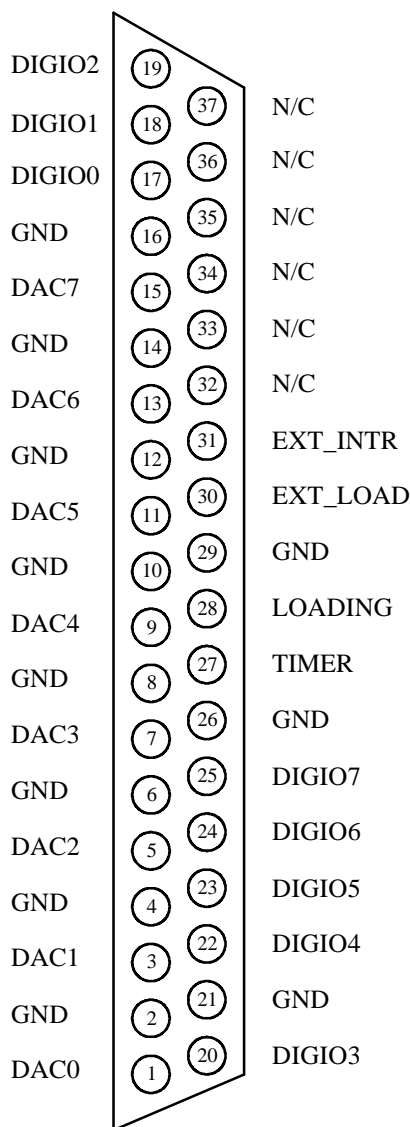 DIGIO2 19
37 N/C
DIGIO1 18
36 N/C
DIGIO0 17
35 N/C
GND 16
34 N/C
DAC7 15
33 N/C
GND 14
32 N/C
DAC6 13
31 EXT_INTR
GND 12
30 EXT_LOAD
DAC5 11
29 GND
GND 10
28 LOADING
DAC4 9
27 TIMER
GND 8
26 GND
DAC3 7
25 DIGIO7
GND 6
24 DIGIO6
DAC2 5
23 DIGIO5
GND 4
22 DIGIO4
DAC1 3
21 GND
GND 2
20 DIGIO3
DAC0 1